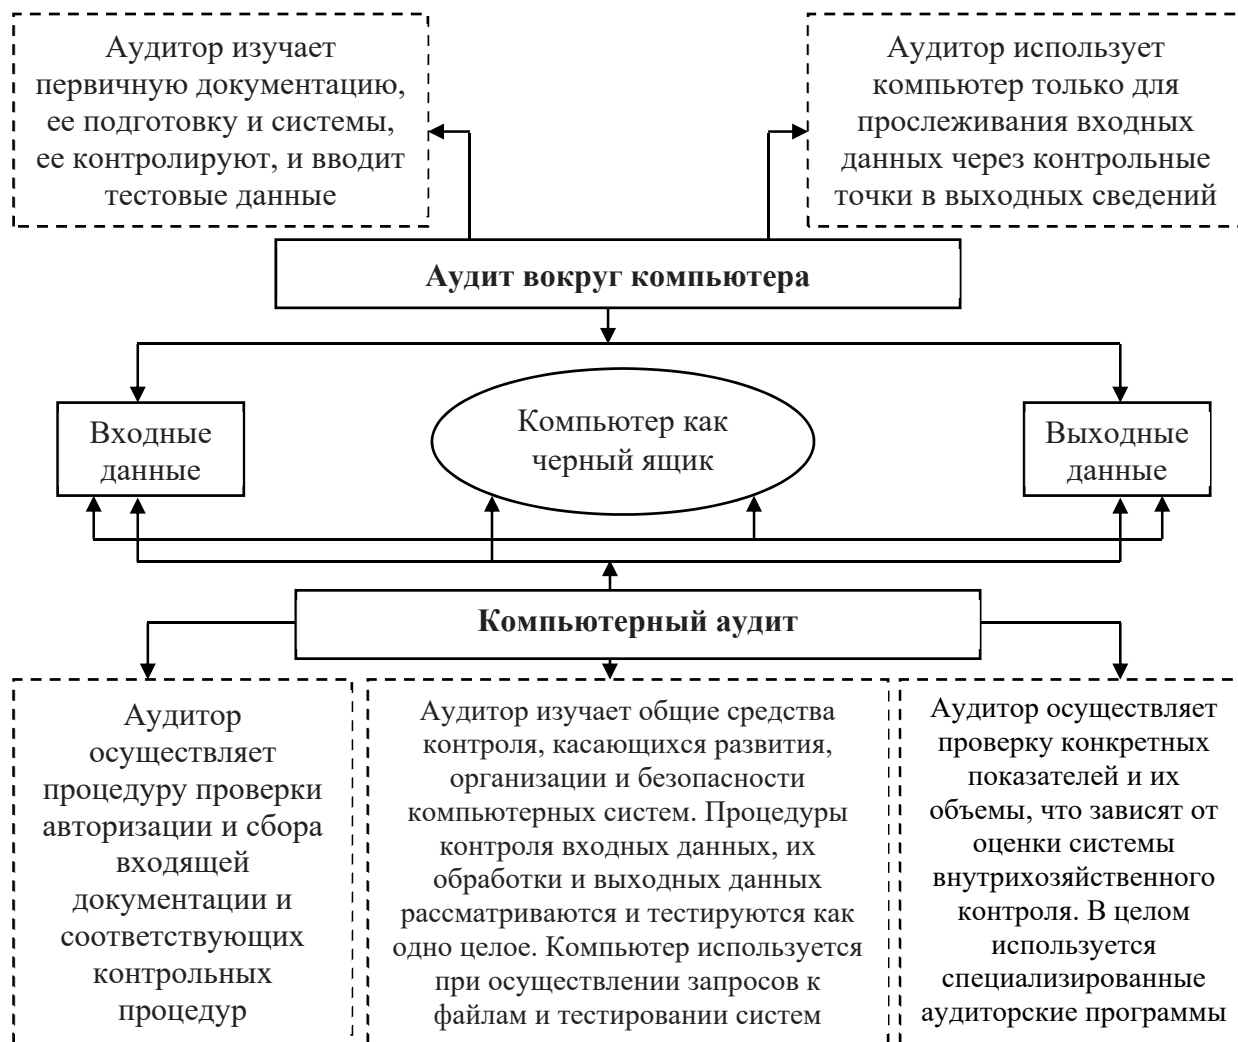 Аудитор изучает
первичную документацию,
ее подготовку и системы,
ее контролируют, и вводит
тестовые данные
Аудитор использует
компьютер только для
прослеживания входных
данных через контрольные
точки в выходных сведений
Аудит вокруг компьютера
Входные
данные
Компьютер как
черный ящик
Выходные
данные
Компьютерный аудит
Аудитор
осуществляет
процедуру проверки
авторизации и сбора
входящей
документации и
соответствующих
контрольных
процедур
Аудитор изучает общие средства
контроля, касающихся развития,
организации и безопасности
компьютерных систем. Процедуры
контроля входных данных, их
обработки и выходных данных
рассматриваются и тестируются как
одно целое. Компьютер используется
при осуществлении запросов к
файлам и тестировании систем
Аудитор осуществляет
проверку конкретных
показателей и их
объемы, что зависят от
оценки системы
внутрихозяйственного
контроля. В целом
используется
специализированные
аудиторские программы